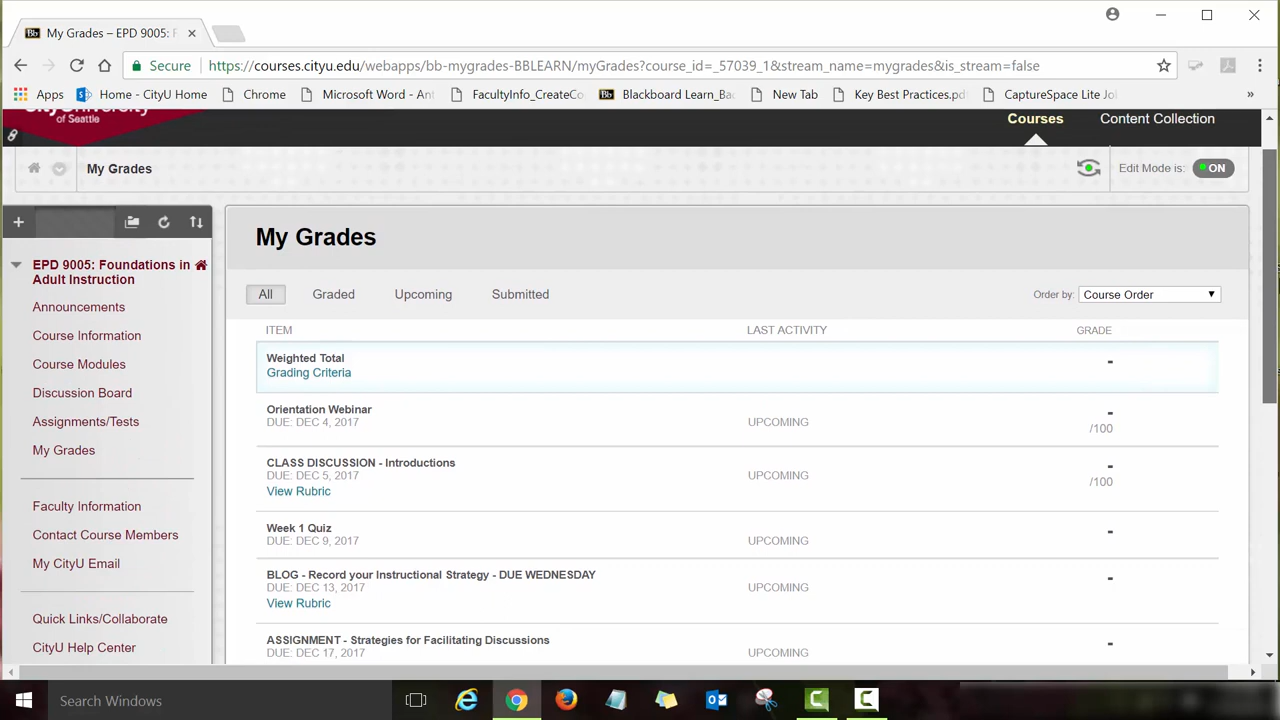 My Grades – EPD 9005: F
Secure
https://courses.cityu.edu/webapps/bb-mygrades-BBLEARN/myGrades?course_id=_57039_1&stream_name=mygrades&is_stream=false
Apps
Home - CityU Home
Chrome
Microsoft Word - Ant
FacultyInfo_CreateCo
Blackboard Learn_Ba
New Tab
Key Best Practices.pd
CaptureSpace Lite Jo
»
of Seattle
Courses
Content Collection
My Grades
Edit Mode is:
ON
EPD 9005: Foundations in
Adult Instruction
Announcements
Course Information
Course Modules
Discussion Board
Assignments/Tests
My Grades
Faculty Information
Contact Course Members
My CityU Email
Quick Links/Collaborate
CityU Help Center
My Grades
All
Graded
Upcoming
Submitted
Order by:
Course Order
ITEM
LAST ACTIVITY
GRADE
Weighted Total
-
Grading Criteria
Orientation Webinar
-
DUE: DEC 4, 2017
UPCOMING
/100
CLASS DISCUSSION - Introductions
-
DUE: DEC 5, 2017
UPCOMING
/100
View Rubric
Week 1 Quiz
-
DUE: DEC 9, 2017
UPCOMING
BLOG - Record your Instructional Strategy - DUE WEDNESDAY
-
DUE: DEC 13, 2017
UPCOMING
View Rubric
ASSIGNMENT - Strategies for Facilitating Discussions
-
DUE: DEC 17, 2017
UPCOMING
Search Windows